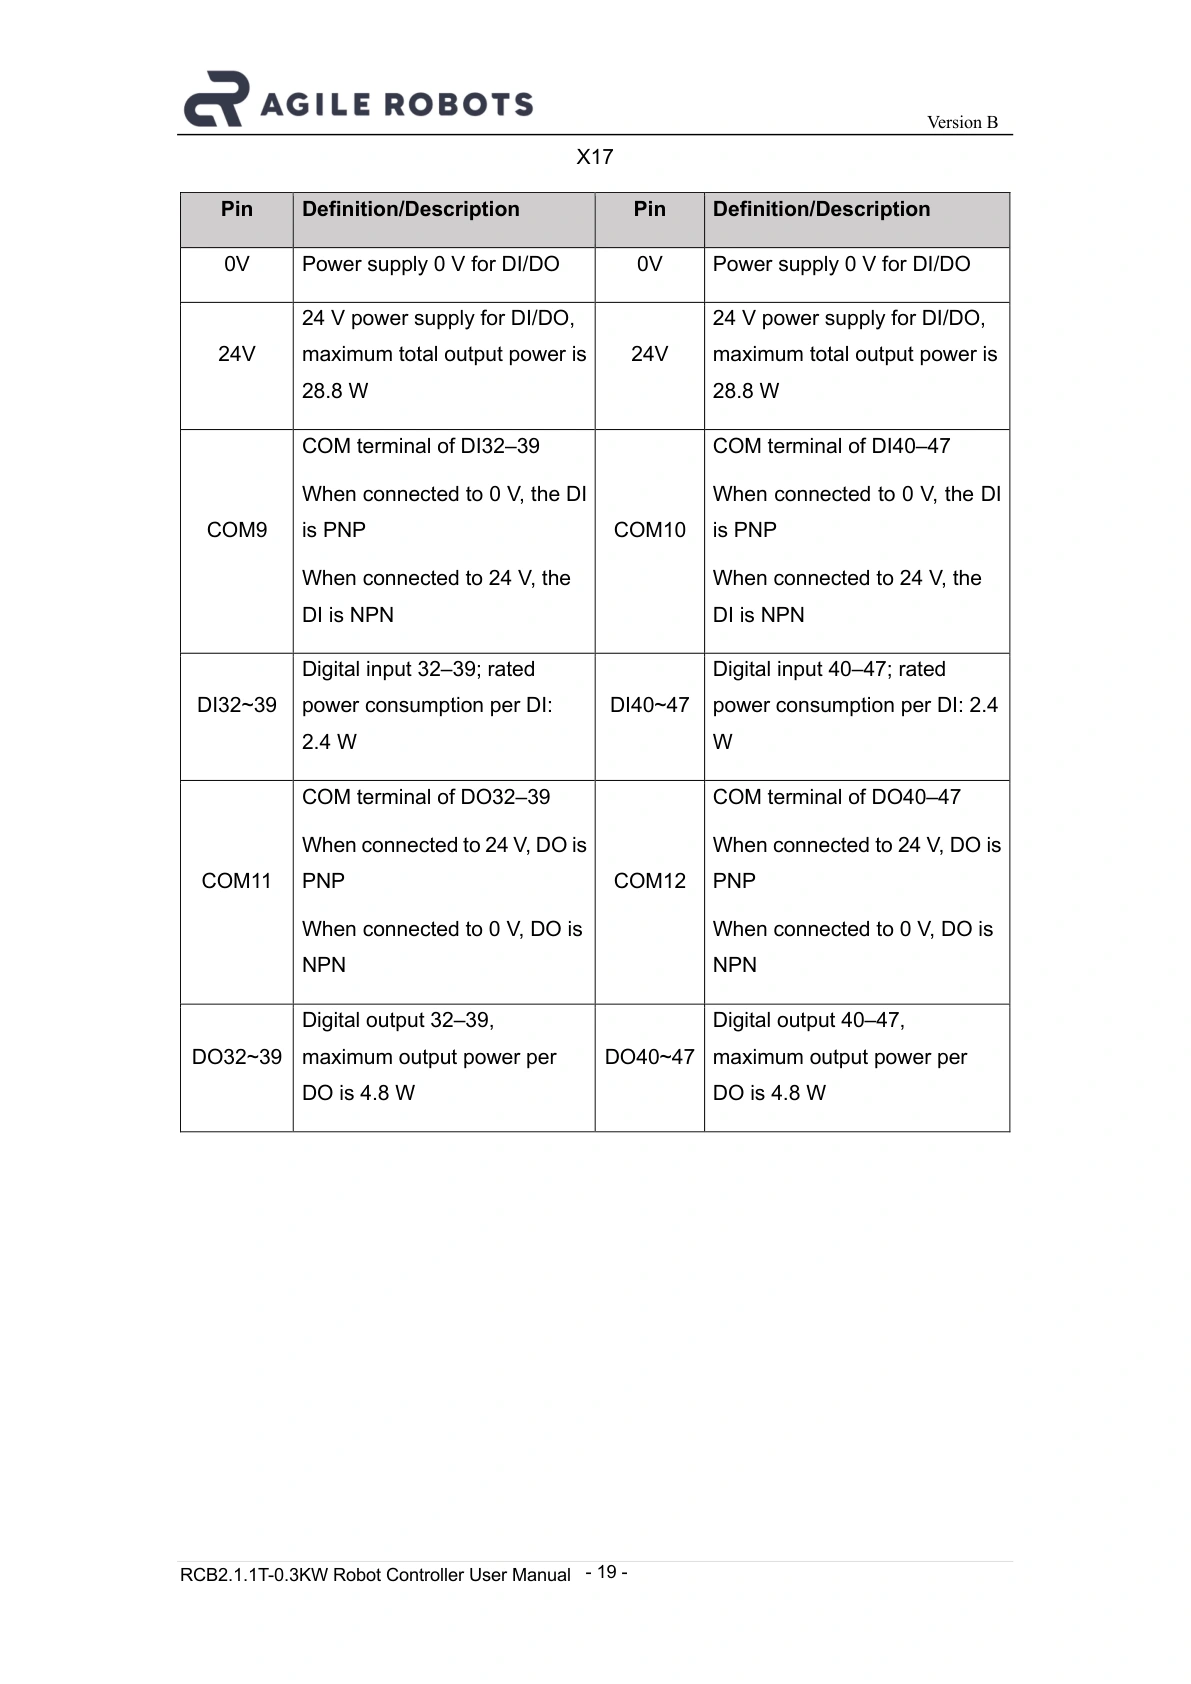 AGILE ROBOTS
Version B
X17
Pin Definition/Description Pin Definition/Description
0V Power supply 0 V for DI/DO 0V Power supply 0 V for DI/DO
24V
24 V power supply for DI/DO,
maximum total output power is
28.8 W
24V
24 V power supply for DI/DO,
maximum total output power is
28.8 W
COM9
COM terminal of DI32–39
When connected to 0 V, the DI
is PNP
When connected to 24 V, the
DI is NPN
COM10
COM terminal of DI40–47
When connected to 0 V, the DI
is PNP
When connected to 24 V, the
DI is NPN
DI32~39
Digital input 32–39; rated
power consumption per DI:
2.4 W
DI40~47
Digital input 40–47; rated
power consumption per DI: 2.4
W
COM11
COM terminal of DO32–39
When connected to 24 V, DO is
PNP
When connected to 0 V, DO is
NPN
COM12
COM terminal of DO40–47
When connected to 24 V, DO is
PNP
When connected to 0 V, DO is
NPN
DO32~39
Digital output 32–39,
maximum output power per
DO is 4.8 W
DO40~47
Digital output 40–47,
maximum output power per
DO is 4.8 W
RCB2.1.1T-0.3KW Robot Controller User Manual - 19 -